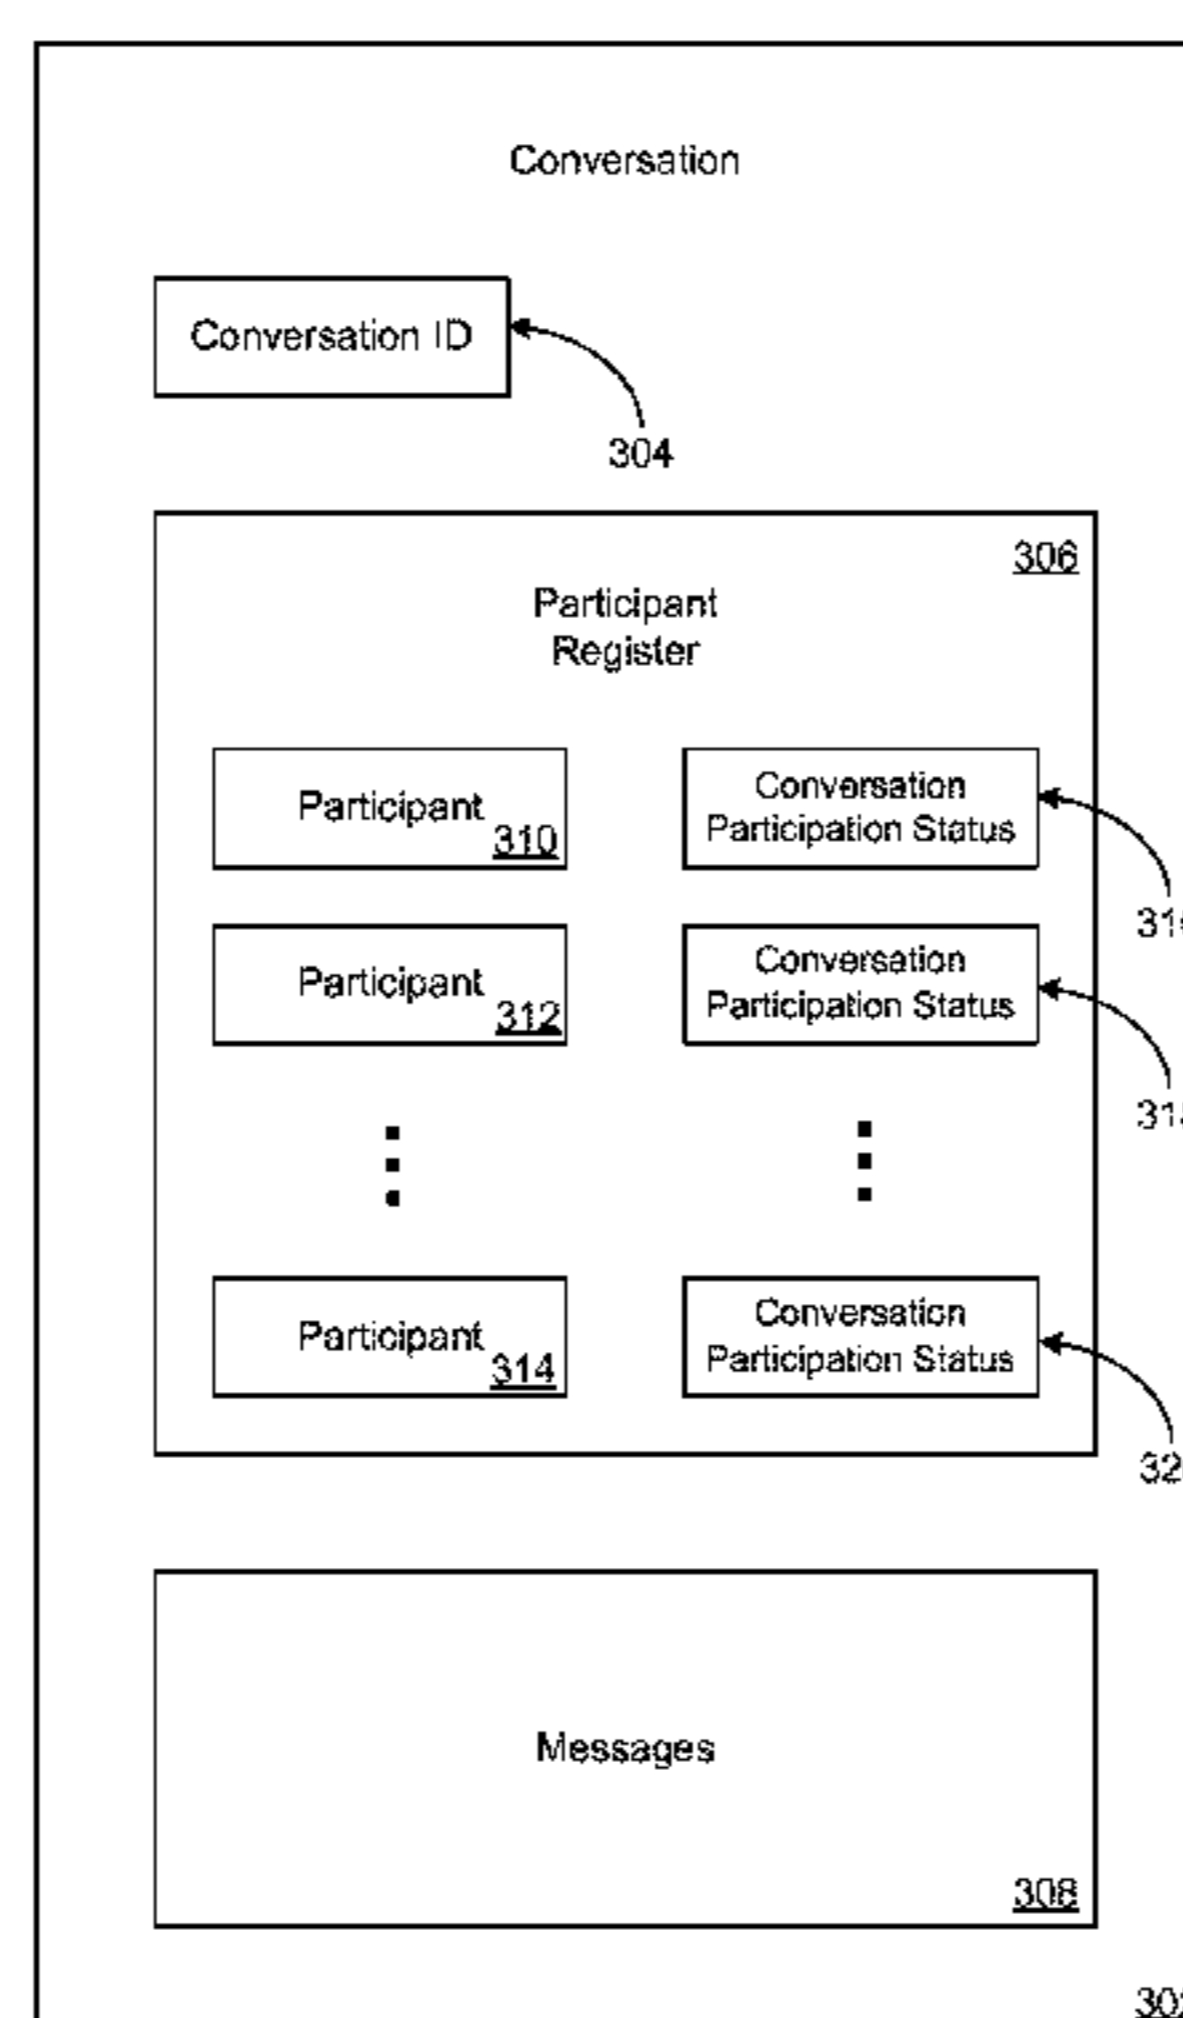 Conversation
Conversation ID
304
306
Participant
Register
Participant
310
Conversation
Participation Status
Participant
312
Conversation
Participation Status
Participant
314
Conversation
Participation Status
Messages
308